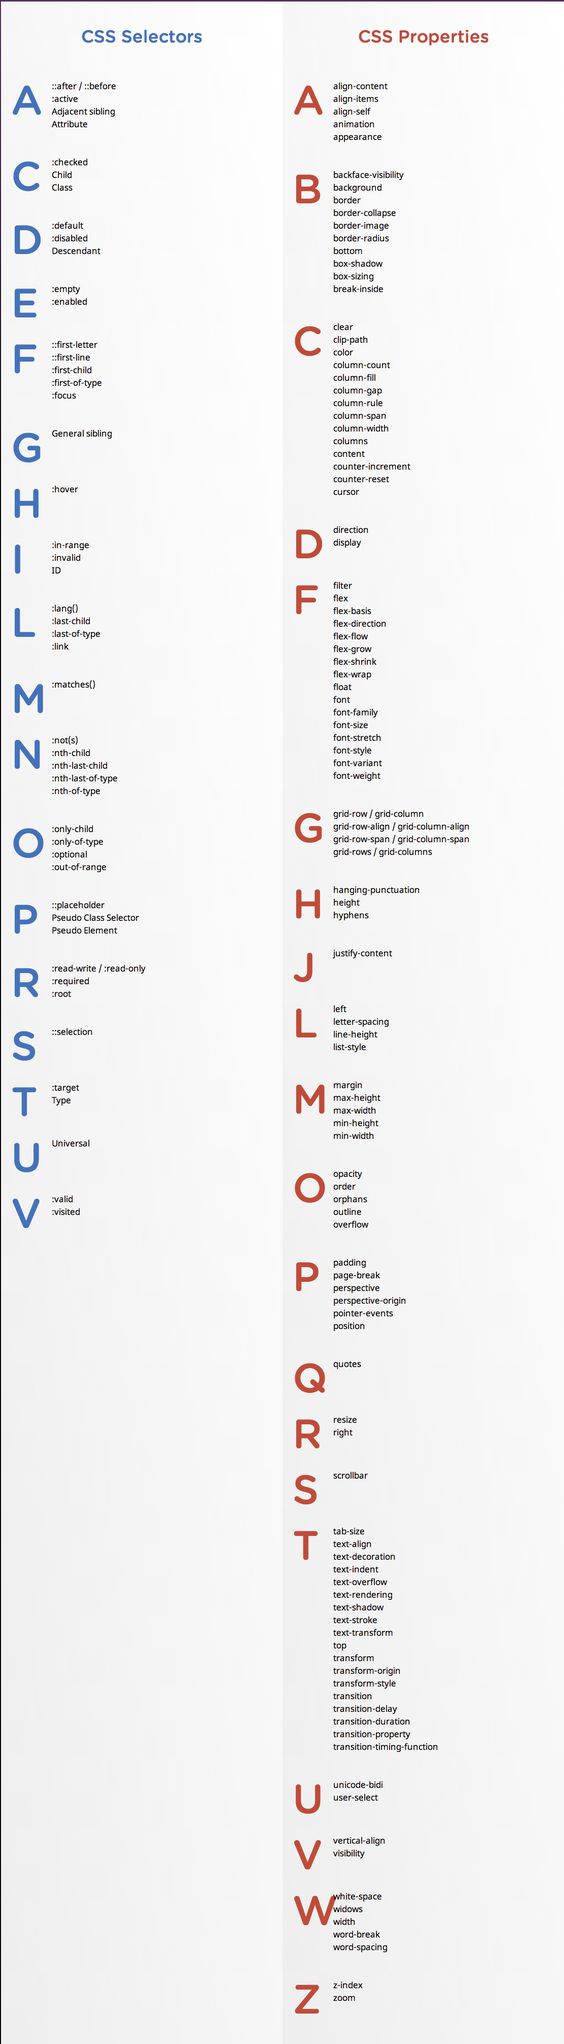 CSS Selectors
A
::after / ::before
:active
Adjacent sibling
Attribute
C
:checked
Child
Class
D
:default
:disabled
Descendant
E
:empty
:enabled
F
::first-letter
::first-line
:first-child
:first-of-type
:focus
G
General sibling
H
:hover
I
:in-range
:invalid
ID
L
:lang()
:last-child
:last-of-type
:link
M
:matches()
N
:not(s)
:nth-child
:nth-last-child
:nth-last-of-type
:nth-of-type
O
:only-child
:only-of-type
:optional
:out-of-range
P
::placeholder
Pseudo Class Selector
Pseudo Element
R
:read-write / :read-only
:required
:root
S
::selection
T
:target
Type
U
Universal
V
:valid
:visited
CSS Properties
A
align-content
align-items
align-self
animation
appearance
B
backface-visibility
background
border
border-collapse
border-image
border-radius
bottom
box-shadow
box-sizing
break-inside
C
clear
clip-path
color
column-count
column-fill
column-gap
column-rule
column-span
column-width
columns
content
counter-increment
counter-reset
cursor
D
direction
display
F
filter
flex
flex-basis
flex-direction
flex-flow
flex-grow
flex-shrink
flex-wrap
float
font
font-family
font-size
font-stretch
font-style
font-variant
font-weight
G
grid-row / grid-column
grid-row-align / grid-column-align
grid-row-span / grid-column-span
grid-rows / grid-columns
H
hanging-punctuation
height
hyphens
J
justify-content
L
left
letter-spacing
line-height
list-style
M
margin
max-height
max-width
min-height
min-width
O
opacity
order
orphans
outline
overflow
P
padding
page-break
perspective
perspective-origin
pointer-events
position
Q
quotes
R
resize
right
S
scrollbar
T
tab-size
text-align
text-decoration
text-indent
text-overflow
text-rendering
text-shadow
text-stroke
text-transform
top
transform
transform-origin
transform-style
transition
transition-delay
transition-duration
transition-property
transition-timing-function
U
unicode-bidi
user-select
V
vertical-align
visibility
W
white-space
widows
width
word-break
word-spacing
Z
z-index
zoom